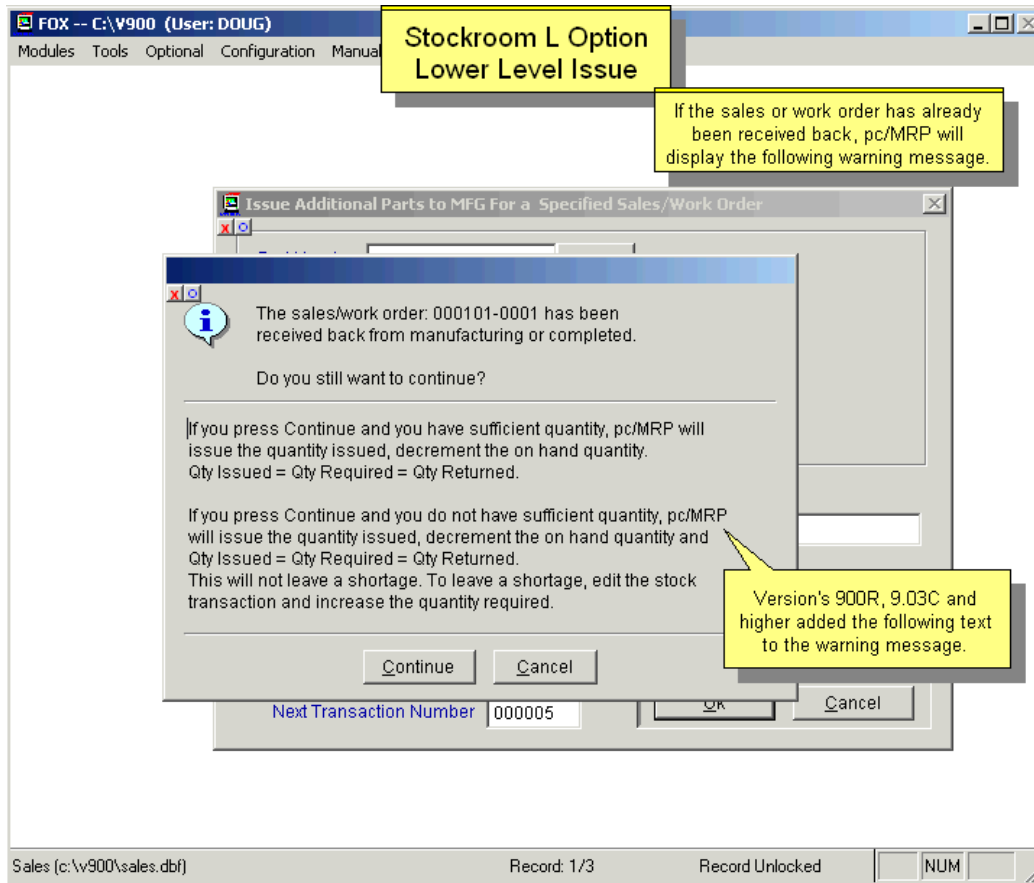 FOX -- C:\V900 (User: DOUG)
Modules Tools Optional Configuration Manual
Stockroom L Option
Lower Level Issue
If the sales or work order has already
been received back, pc/MRP will
display the following warning message.
Issue Additional Parts to MFG For a Specified Sales/Work Order
The sales/work order: 000101-0001 has been
received back from manufacturing or completed.
Do you still want to continue?
If you press Continue and you have sufficient quantity, pc/MRP will
issue the quantity issued, decrement the on hand quantity.
Qty Issued = Qty Required = Qty Returned.
If you press Continue and you do not have sufficient quantity, pc/MRP
will issue the quantity issued, decrement the on hand quantity and
Qty Issued = Qty Required = Qty Returned.
This will not leave a shortage. To leave a shortage, edit the stock
transaction and increase the quantity required.
Version's 900R, 9.03C and
higher added the following text
to the warning message.
Continue Cancel
Next Transaction Number 000005 Ok Cancel
Sales (c:\v900\sales.dbf) Record: 1/3 Record Unlocked NUM